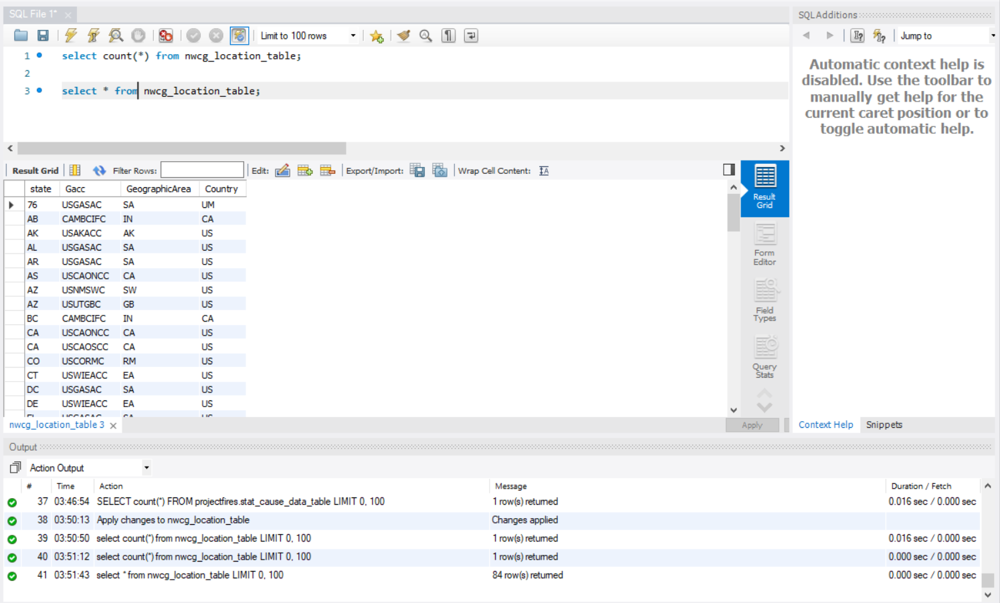 SQL File 1* ×
Limit to 100 rows
1 select count(*) from nwcg_location_table;
2
3 select * from nwcg_location_table;
Result Grid Filter Rows: Edit: Export/Import: Wrap Cell Content:
state Gacc GeographicArea Country
76 USGASAC SA UM
AB CAMBCIFC IN CA
AK USAKACC AK US
AL USGASAC SA US
AR USGASAC SA US
AS USCAONCC CA US
AZ USNMSWC SW US
AZ USUTGBC GB US
BC CAMBCIFC IN CA
CA USCAONCC CA US
CA USCAOSCC CA US
CO USCORMC RM US
CT USWIEACC EA US
DC USGASAC SA US
DE USWIEACC EA US
Result
Grid
Form
Editor
Field
Types
Query
Stats
nwcg_location_table 3 ×
Apply
SQLAdditions
Jump to
Automatic context help is
disabled. Use the toolbar to
manually get help for the
current caret position or to
toggle automatic help.
Context Help Snippets
Output
Action Output
# Time Action Message Duration / Fetch
37 03:46:54 SELECT count(*) FROM projectfires.stat_cause_data_table LIMIT 0, 100 1 row(s) returned 0.016 sec / 0.000 sec
38 03:50:13 Apply changes to nwcg_location_table Changes applied
39 03:50:50 select count(*) from nwcg_location_table LIMIT 0, 100 1 row(s) returned 0.016 sec / 0.000 sec
40 03:51:12 select count(*) from nwcg_location_table LIMIT 0, 100 1 row(s) returned 0.000 sec / 0.000 sec
41 03:51:43 select * from nwcg_location_table LIMIT 0, 100 84 row(s) returned 0.000 sec / 0.000 sec